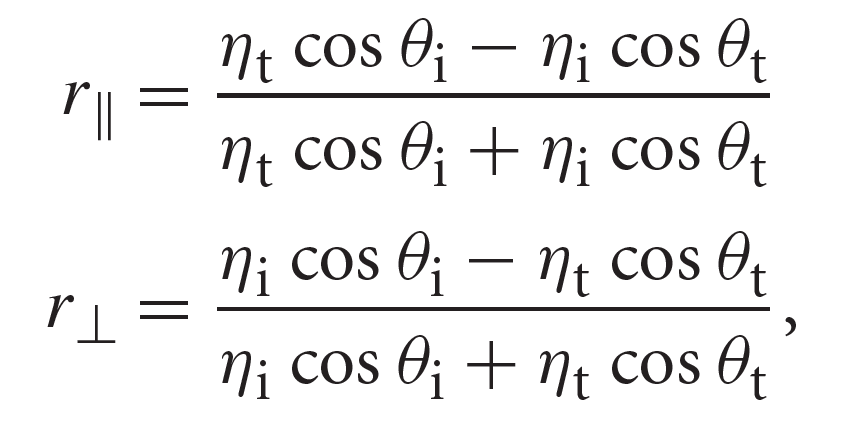 r∥ = (ηt cos θi − ηi cos θt) / (ηt cos θi + ηi cos θt)
r⊥ = (ηi cos θi − ηt cos θt) / (ηi cos θi + ηt cos θt) ,